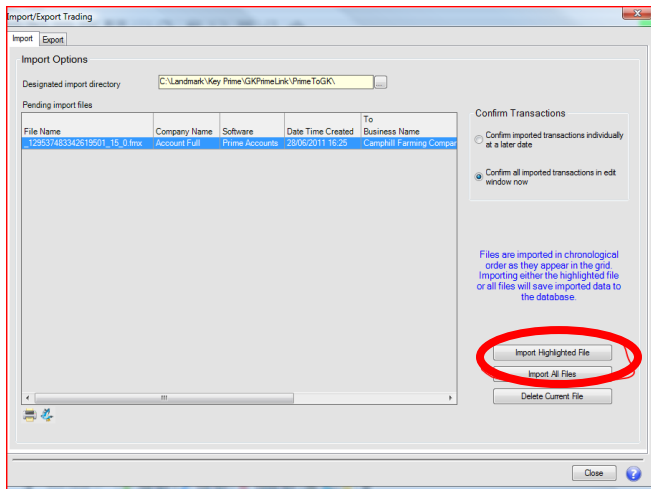 Import/Export Trading
Import Export
Import Options
Designated import directory C:\Landmark\Key Prime\GKPrimeLink\PrimeToGK\ ...
Pending import files
To
File Name Company Name Software Date Time Created Business Name
_129537483342619501_15_0.fmx Account Full Prime Accounts 28/06/2011 16:25 Camphill Farming Compar
Confirm Transactions
Confirm imported transactions individually
at a later date
Confirm all imported transactions in edit
window now
Files are imported in chronological
order as they appear in the grid.
Importing either the highlighted file
or all files will save imported data to
the database.
Import Highlighted File
Import All Files
Delete Current File
Close ?